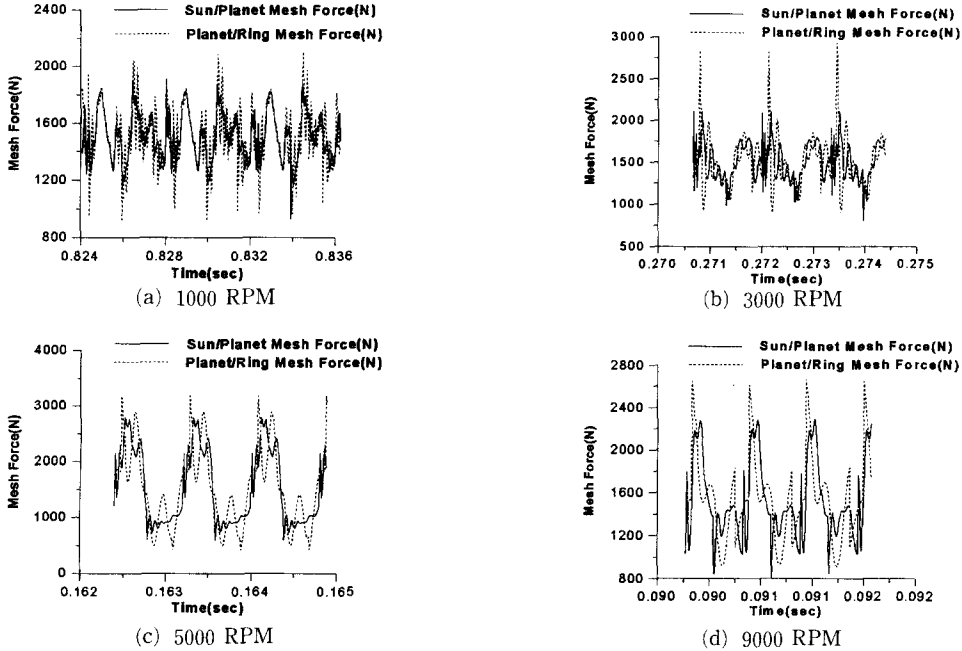 Sun/Planet Mesh Force(N)
Planet/Ring Mesh Force(N)
Mesh Force(N)
2400
2000
1600
1200
800
0.824
0.828
0.832
0.836
Time(sec)
(a) 1000 RPM
Sun/Planet Mesh Force(N)
Planet/Ring Mesh Force(N)
Mesh Force(N)
3000
2500
2000
1500
1000
500
0.270
0.271
0.272
0.273
0.274
0.275
Time(sec)
(b) 3000 RPM
Sun/Planet Mesh Force(N)
Planet/Ring Mesh Force(N)
Mesh Force(N)
4000
3000
2000
1000
0
0.162
0.163
0.164
0.165
Time(sec)
(c) 5000 RPM
Sun/Planet Mesh Force(N)
Planet/Ring Mesh Force(N)
Mesh Force(N)
2800
2400
2000
1600
1200
800
0.090
0.090
0.091
0.091
0.092
0.092
Time(sec)
(d) 9000 RPM